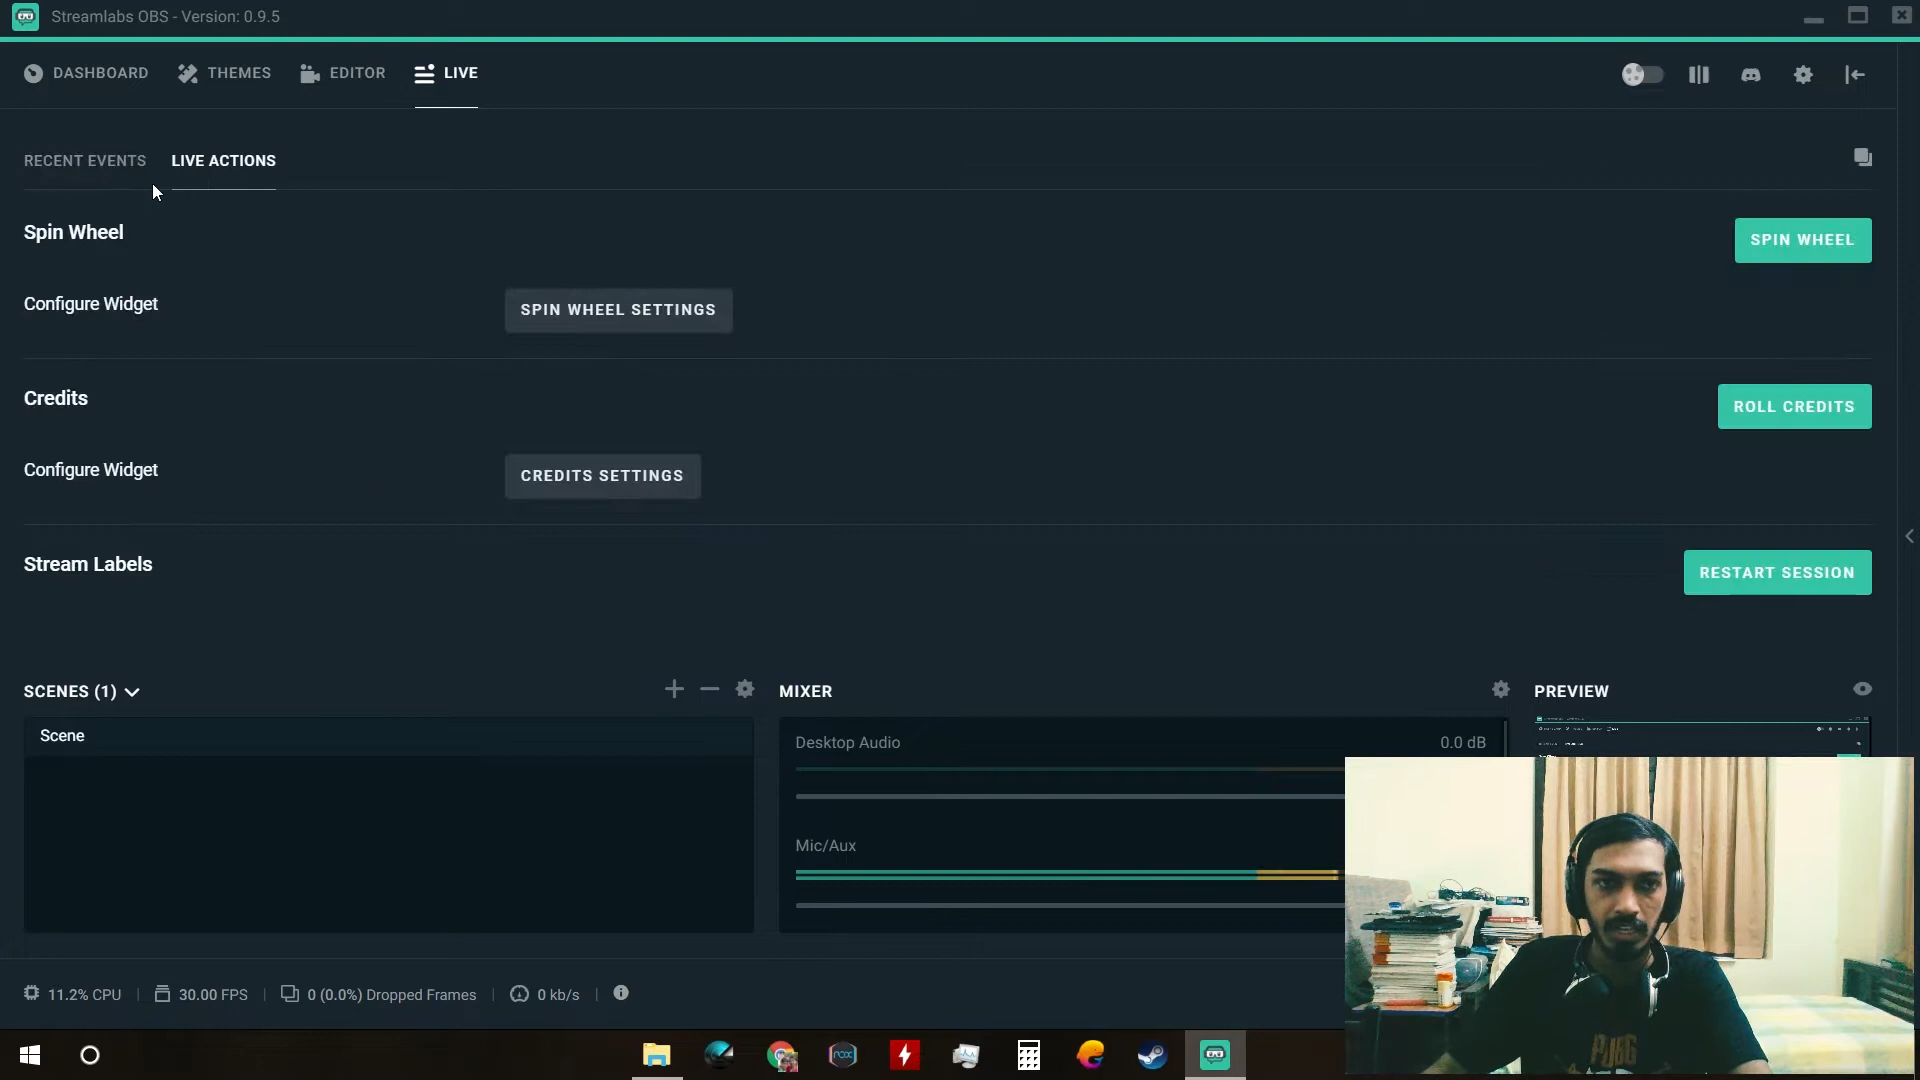 Streamlabs OBS - Version: 0.9.5
DASHBOARD THEMES EDITOR LIVE
RECENT EVENTS LIVE ACTIONS
Spin Wheel
SPIN WHEEL
Configure Widget
SPIN WHEEL SETTINGS
Credits
ROLL CREDITS
Configure Widget
CREDITS SETTINGS
Stream Labels
RESTART SESSION
SCENES (1)
MIXER
PREVIEW
Scene
Desktop Audio 0.0 dB
Mic/Aux
11.2% CPU 30.00 FPS 0 (0.0%) Dropped Frames 0 kb/s
nox
PUBG